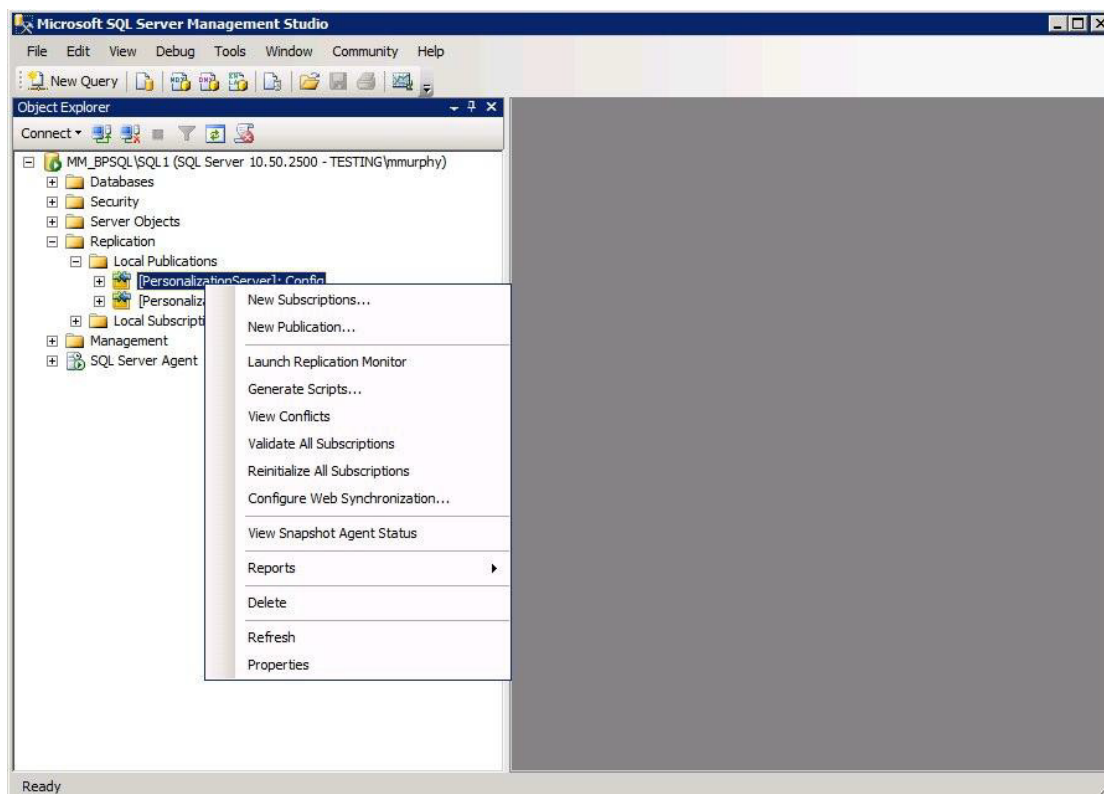 Microsoft SQL Server Management Studio
File Edit View Debug Tools Window Community Help
New Query
Object Explorer
Connect
MM_BPSQL\SQL1 (SQL Server 10.50.2500 - TESTING\mmurphy)
Databases
Security
Server Objects
Replication
Local Publications
[PersonalizationServer]: Config
[Personaliz
Local Subscripti
Management
SQL Server Agent
New Subscriptions...
New Publication...
Launch Replication Monitor
Generate Scripts...
View Conflicts
Validate All Subscriptions
Reinitialize All Subscriptions
Configure Web Synchronization...
View Snapshot Agent Status
Reports
Delete
Refresh
Properties
Ready